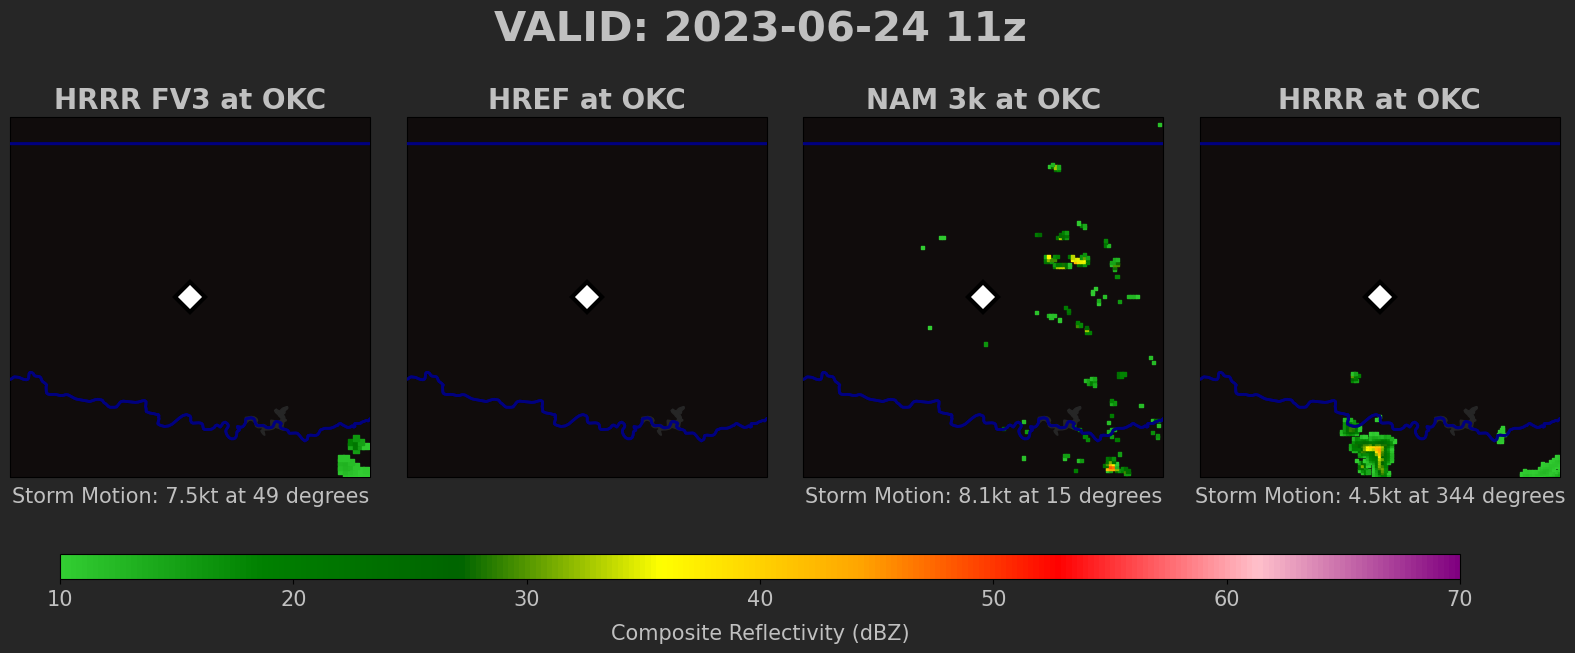 VALID: 2023-06-24 11z
HRRR FV3 at OKC
HREF at OKC
NAM 3k at OKC
HRRR at OKC
Storm Motion: 7.5kt at 49 degrees
Storm Motion: 8.1kt at 15 degrees
Storm Motion: 4.5kt at 344 degrees
10 20 30 40 50 60 70
Composite Reflectivity (dBZ)